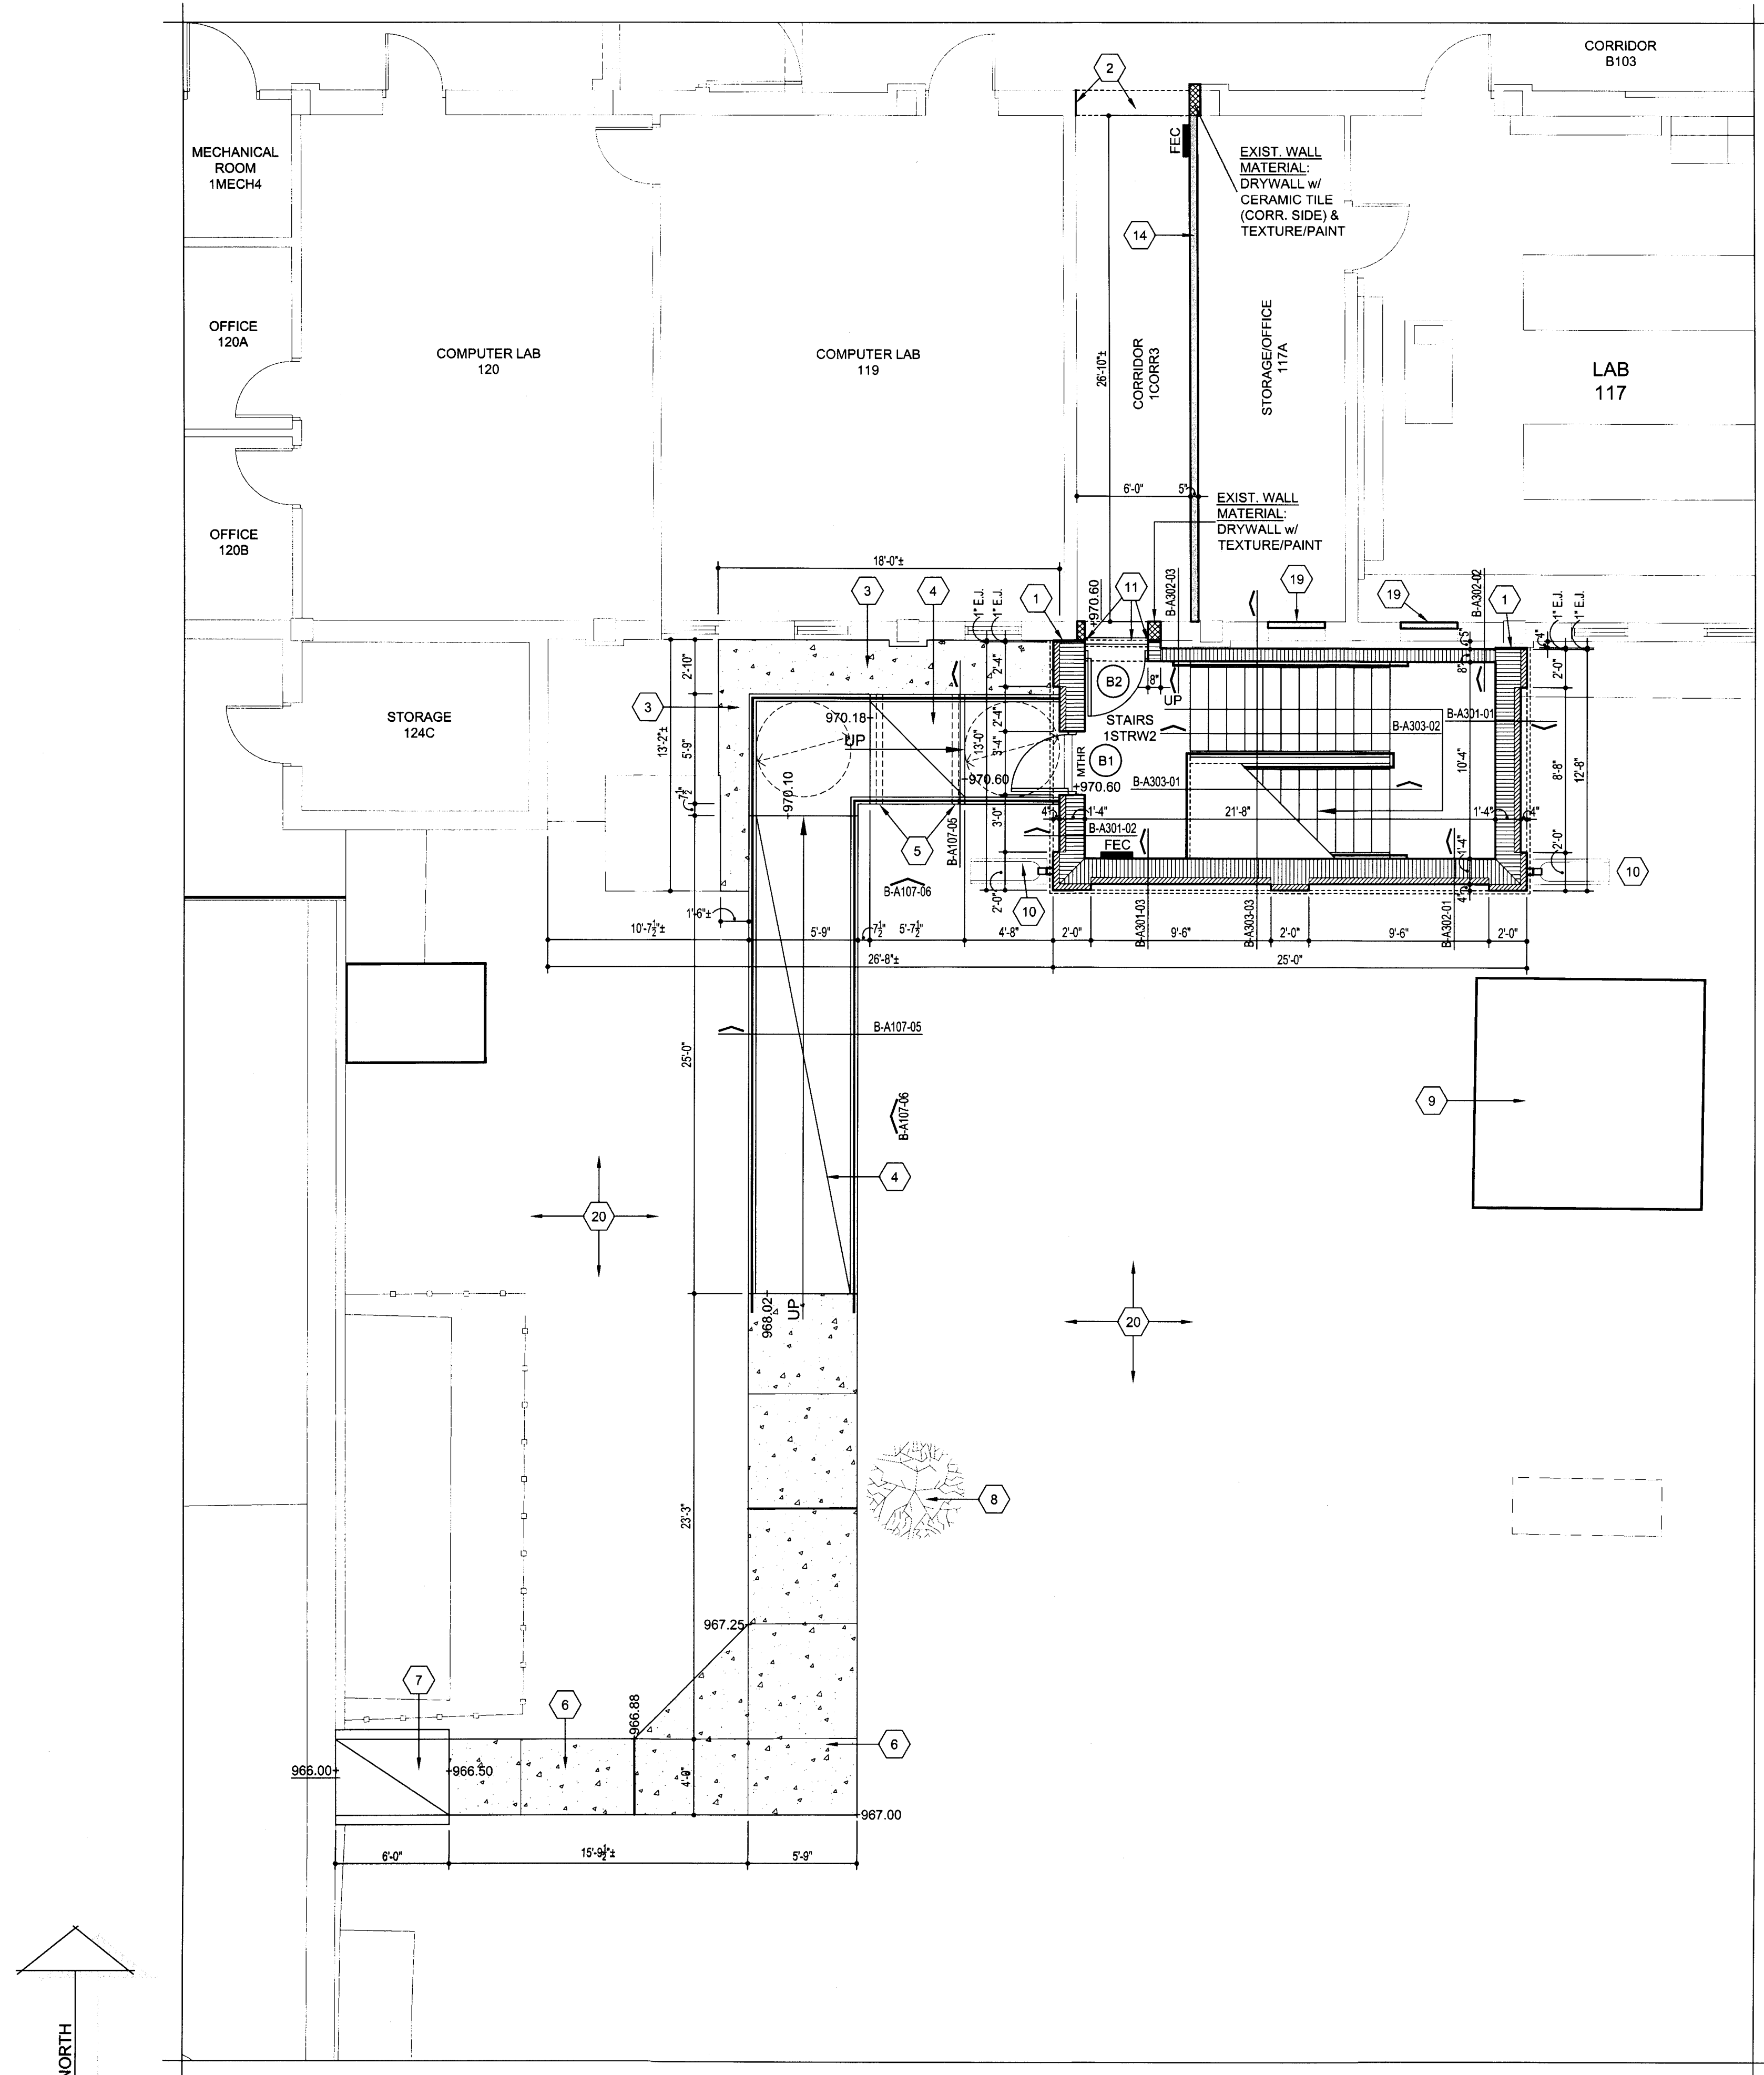 CORRIDOR
B103
2
MECHANICAL
ROOM
1MECH4
FEC
EXIST. WALL
MATERIAL:
DRYWALL w/
CERAMIC TILE
(CORR. SIDE) &
TEXTURE/PAINT
14
OFFICE
120A
COMPUTER LAB
120
COMPUTER LAB
119
26'-10"±
CORRIDOR
1CORR3
STORAGE/OFFICE
117A
LAB
117
6'-0"
5"
EXIST. WALL
MATERIAL:
DRYWALL w/
TEXTURE/PAINT
OFFICE
120B
18'-0"±
3
4
1" E.J.
1" E.J.
1
+970.60
11
B-A302-03
19
19
B-A302-02
1
1" E.J.
1" E.J.
2'-10"
2'-4"
5"
4"
8"
2'-0"
B2
8"
UP
3
STORAGE
124C
970.18+
UP
2'-4"
STAIRS
1STRW2
B-A301-01
B-A303-02
13'-2"±
5'-9"
13'-0"
3'-4"
MTHR
B1
10'-4"
8'-8"
12'-8"
+970.60
+970.60
B-A303-01
7½"
+970.10
3'-0"
4"
1'-4"
21'-8"
1'-4"
4"
B-A301-02
5
B-A107-05
FEC
1'-4"
2'-0"
B-A107-06
2'-0"
10
4"
10
1'-6"±
10'-7½"±
5'-9"
7½"
5'-7½"
4'-8"
2'-0"
B-A301-03
9'-6"
B-A303-03
2'-0"
9'-6"
B-A302-01
2'-0"
26'-8"±
25'-0"
B-A107-05
25'-0"
B-A107-06
9
4
20
20
968.02+
UP
8
23'-3"
967.25
7
6
966.88
6
966.00+
+966.50
4'-0"
+967.00
6'-0"
15'-9½"±
5'-9"
NORTH